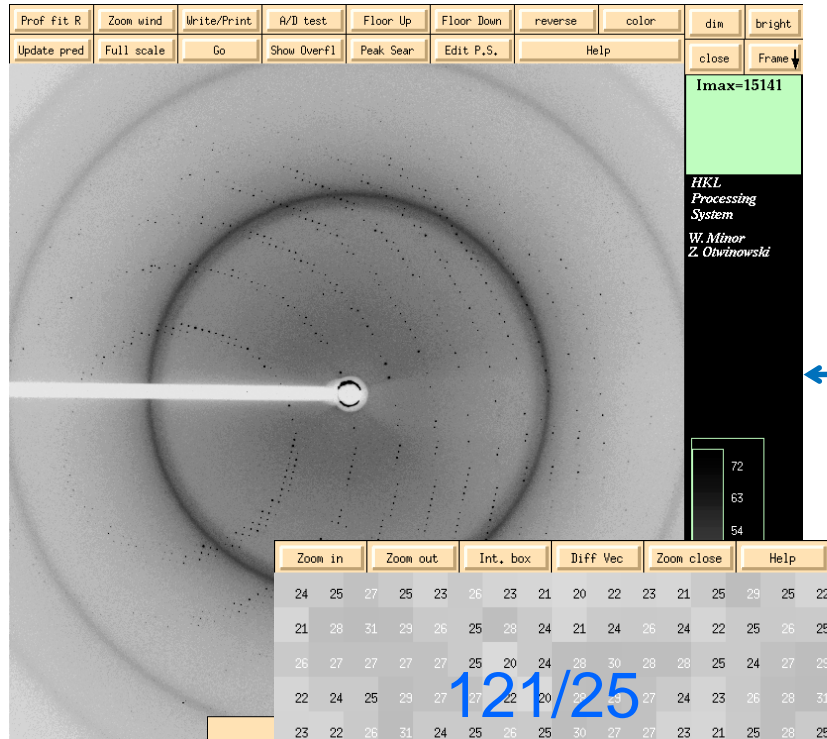 Prof fit R Zoom wind Write/Print A/D test Floor Up Floor Down reverse color dim bright
Update pred Full scale Go Show Overfl Peak Sear Edit P.S. Help close Frame
Imax=15141
HKL
Processing
System
W. Minor
Z. Otwinowski
72
63
54
Zoom in Zoom out Int. box Diff Vec Zoom close Help
24 25 27 25 23 26 23 21 20 22 23 21 25 29 25 22
21 28 31 29 26 25 28 24 21 24 26 24 22 25 26 25
26 27 27 27 27 25 20 24 28 30 28 28 25 24 27 29
22 24 25 29 27 27 22 20 27 24 23 26 28 31
121/25
23 22 26 31 24 25 26 25 30 27 27 23 21 25 28 25